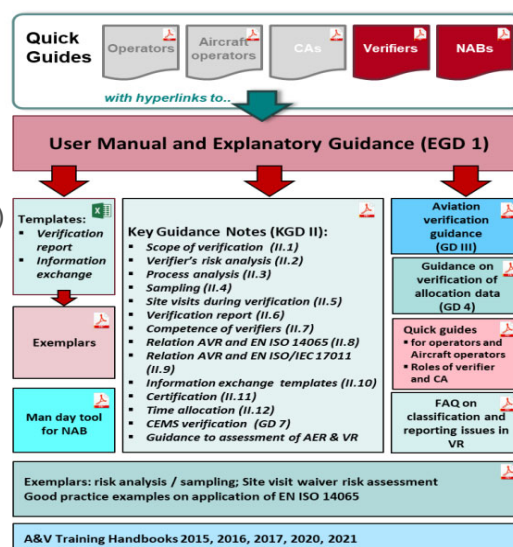 Quick
Guides
Operators
Aircraft
operators
CAs
Verifiers
NABs
with hyperlinks to..
User Manual and Explanatory Guidance (EGD 1)
Templates:
▪ Verification
report
▪ Information
exchange
Exemplars
Man day tool
for NAB
Key Guidance Notes (KGD II):
▪ Scope of verification (II.1)
▪ Verifier's risk analysis (II.2)
▪ Process analysis (II.3)
▪ Sampling (II.4)
▪ Site visits during verification (II.5)
▪ Verification report (II.6)
▪ Competence of verifiers (II.7)
▪ Relation AVR and EN ISO 14065 (II.8)
▪ Relation AVR and EN ISO/IEC 17011
(II.9)
▪ Information exchange templates (II.10)
▪ Certification (II.11)
▪ Time allocation (II.12)
▪ CEMS verification (GD 7)
▪ Guidance to assessment of AER & VR
Aviation
verification
guidance
(GD III)
Guidance on
verification of
allocation data
(GD 4)
Quick guides
▪ for operators and
Aircraft operators
▪ Roles of verifier
and CA
FAQ on
classification and
reporting issues in
VR
Exemplars: risk analysis / sampling; Site visit waiver risk assessment
Good practice examples on application of EN ISO 14065
A&V Training Handbooks 2015, 2016, 2017, 2020, 2021